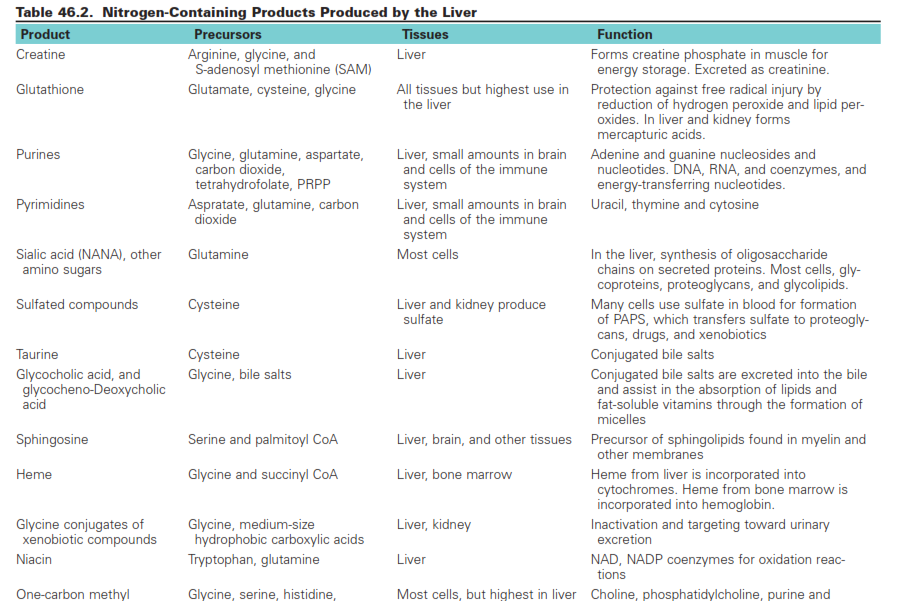 Table 46.2. Nitrogen-Containing Products Produced by the Liver
Product Precursors Tissues Function
Creatine Arginine, glycine, and Liver Forms creatine phosphate in muscle for
S-adenosyl methionine (SAM) energy storage. Excreted as creatinine.
Glutathione Glutamate, cysteine, glycine All tissues but highest use in Protection against free radical injury by
the liver reduction of hydrogen peroxide and lipid per-
oxides. In liver and kidney forms
mercapturic acids.
Purines Glycine, glutamine, aspartate, Liver, small amounts in brain Adenine and guanine nucleosides and
carbon dioxide, and cells of the immune nucleotides. DNA, RNA, and coenzymes, and
tetrahydrofolate, PRPP system energy-transferring nucleotides.
Pyrimidines Aspratate, glutamine, carbon Liver, small amounts in brain Uracil, thymine and cytosine
dioxide and cells of the immune
system
Sialic acid (NANA), other Glutamine Most cells In the liver, synthesis of oligosaccharide
amino sugars chains on secreted proteins. Most cells, gly-
coproteins, proteoglycans, and glycolipids.
Sulfated compounds Cysteine Liver and kidney produce Many cells use sulfate in blood for formation
sulfate of PAPS, which transfers sulfate to proteogly-
cans, drugs, and xenobiotics
Taurine Cysteine Liver Conjugated bile salts
Glycocholic acid, and Glycine, bile salts Liver Conjugated bile salts are excreted into the bile
glycocheno-Deoxycholic and assist in the absorption of lipids and
acid fat-soluble vitamins through the formation of
micelles
Sphingosine Serine and palmitoyl CoA Liver, brain, and other tissues Precursor of sphingolipids found in myelin and
other membranes
Heme Glycine and succinyl CoA Liver, bone marrow Heme from liver is incorporated into
cytochromes. Heme from bone marrow is
incorporated into hemoglobin.
Glycine conjugates of Glycine, medium-size Liver, kidney Inactivation and targeting toward urinary
xenobiotic compounds hydrophobic carboxylic acids excretion
Niacin Tryptophan, glutamine Liver NAD, NADP coenzymes for oxidation reac-
tions
One-carbon methyl Glycine, serine, histidine, Most cells, but highest in liver Choline, phosphatidylcholine, purine and